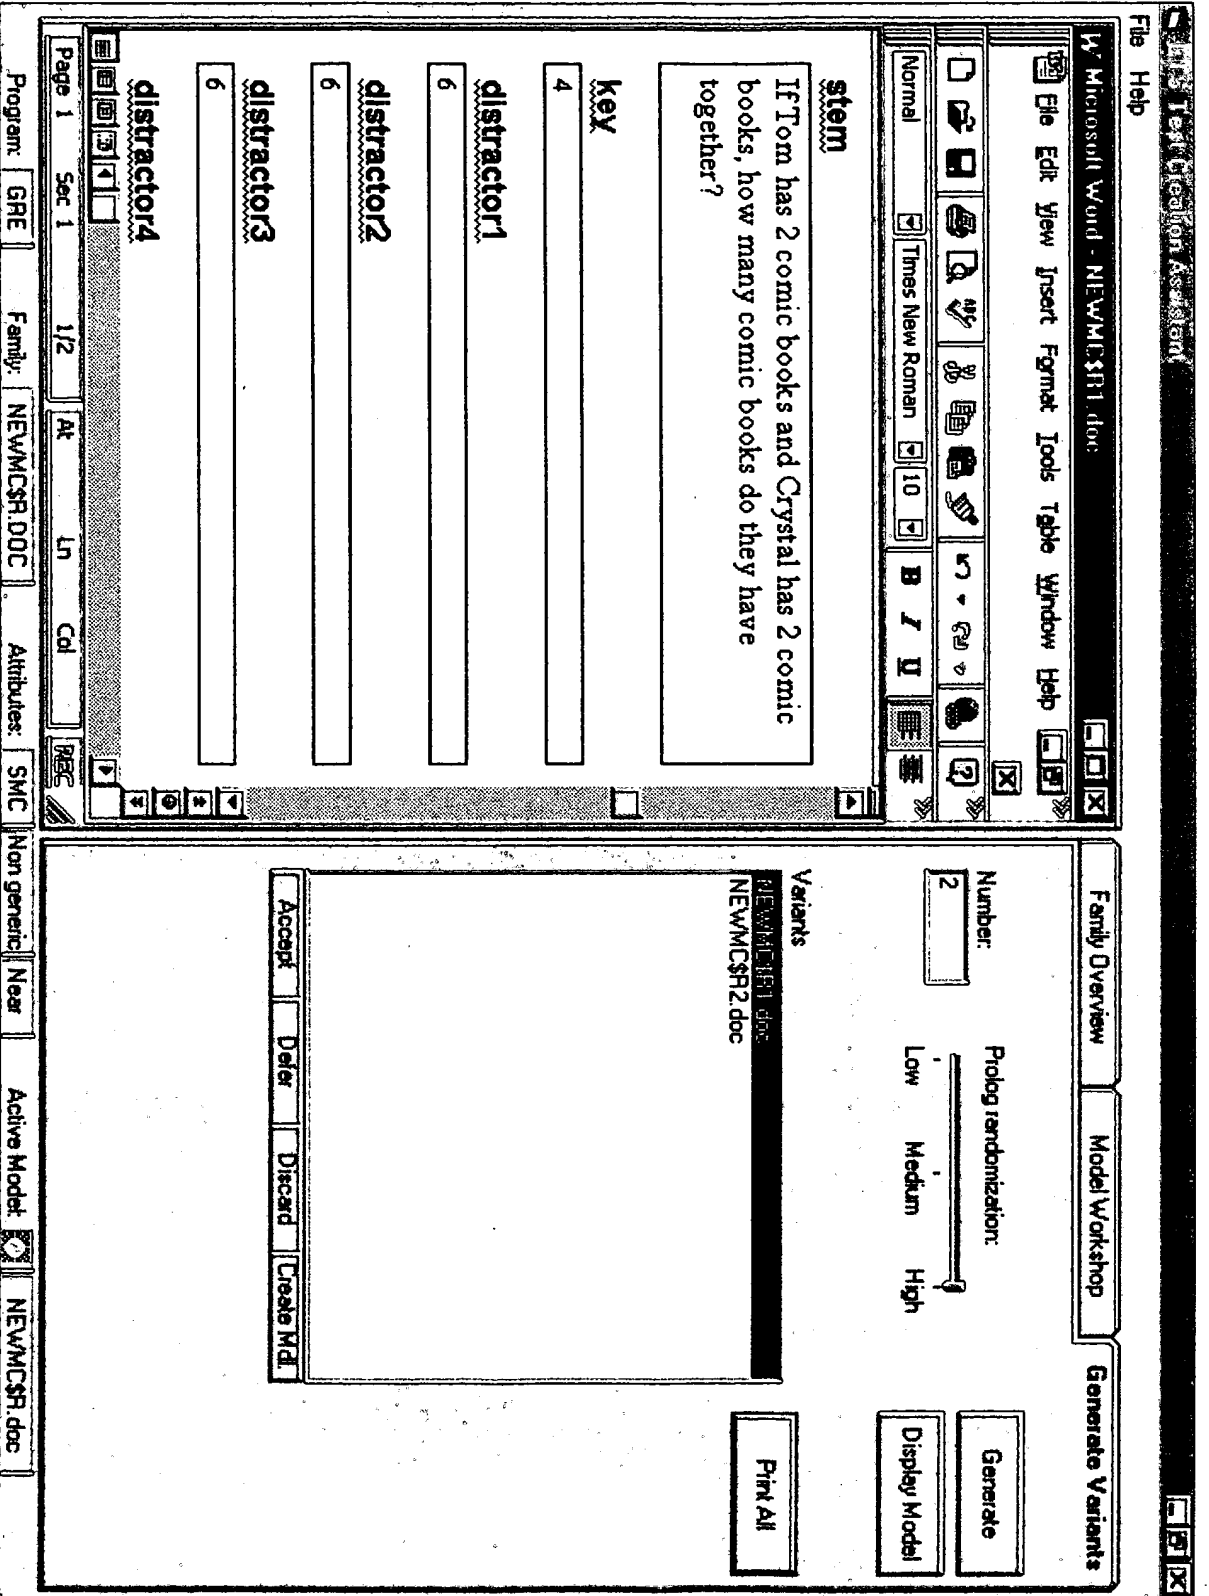 Test Creation Assistant
File Help
Microsoft Word - NEWMC$R1.doc
File Edit View Insert Format Tools Table Window Help
Normal Times New Roman 10 B I U
stem
If Tom has 2 comic books and Crystal has 2 comic
books, how many comic books do they have
together?
key
4
distractor1
6
distractor2
6
distractor3
6
distractor4
Page 1 Sec 1 1/2 At Ln Col REC
Family Overview Model Workshop Generate Variants
Number:
2
Prolog randomization:
Low Medium High
Generate
Display Model
Variants
NEWMC$R1.doc
NEWMC$R2.doc
Print All
Accept Defer Discard Create Mdl.
Program: GRE Family: NEWMC$R.DOC Attributes: SMC Non generic Near Active Model: NEWMC$R.doc